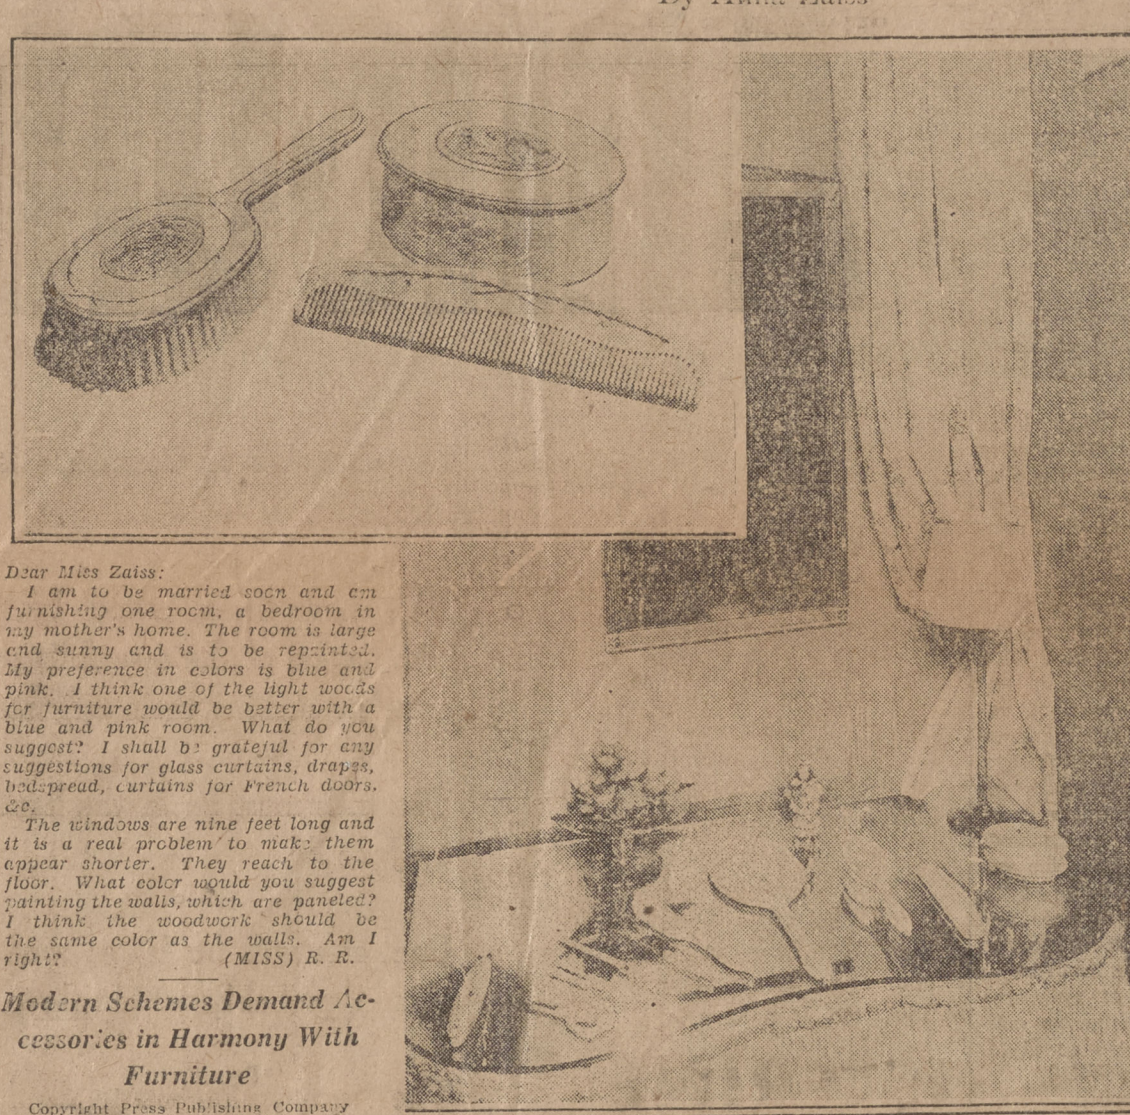 By Anna Zaiss
Dear Miss Zaiss:
I am to be married soon and am
furnishing one room, a bedroom in
my mother's home. The room is large
and sunny and is to be repainted.
My preference in colors is blue and
pink. I think one of the light woods
for furniture would be better with a
blue and pink room. What do you
suggest? I shall be grateful for any
suggestions for glass curtains, drapes,
bedspread, curtains for French doors,
&c.
The windows are nine feet long and
it is a real problem to make them
appear shorter. They reach to the
floor. What color would you suggest
painting the walls, which are paneled?
I think the woodwork should be
the same color as the walls. Am I
right? (MISS) R. R.
Modern Schemes Demand Ac-
cessories in Harmony With
Furniture
Copyright Press Publishing Company